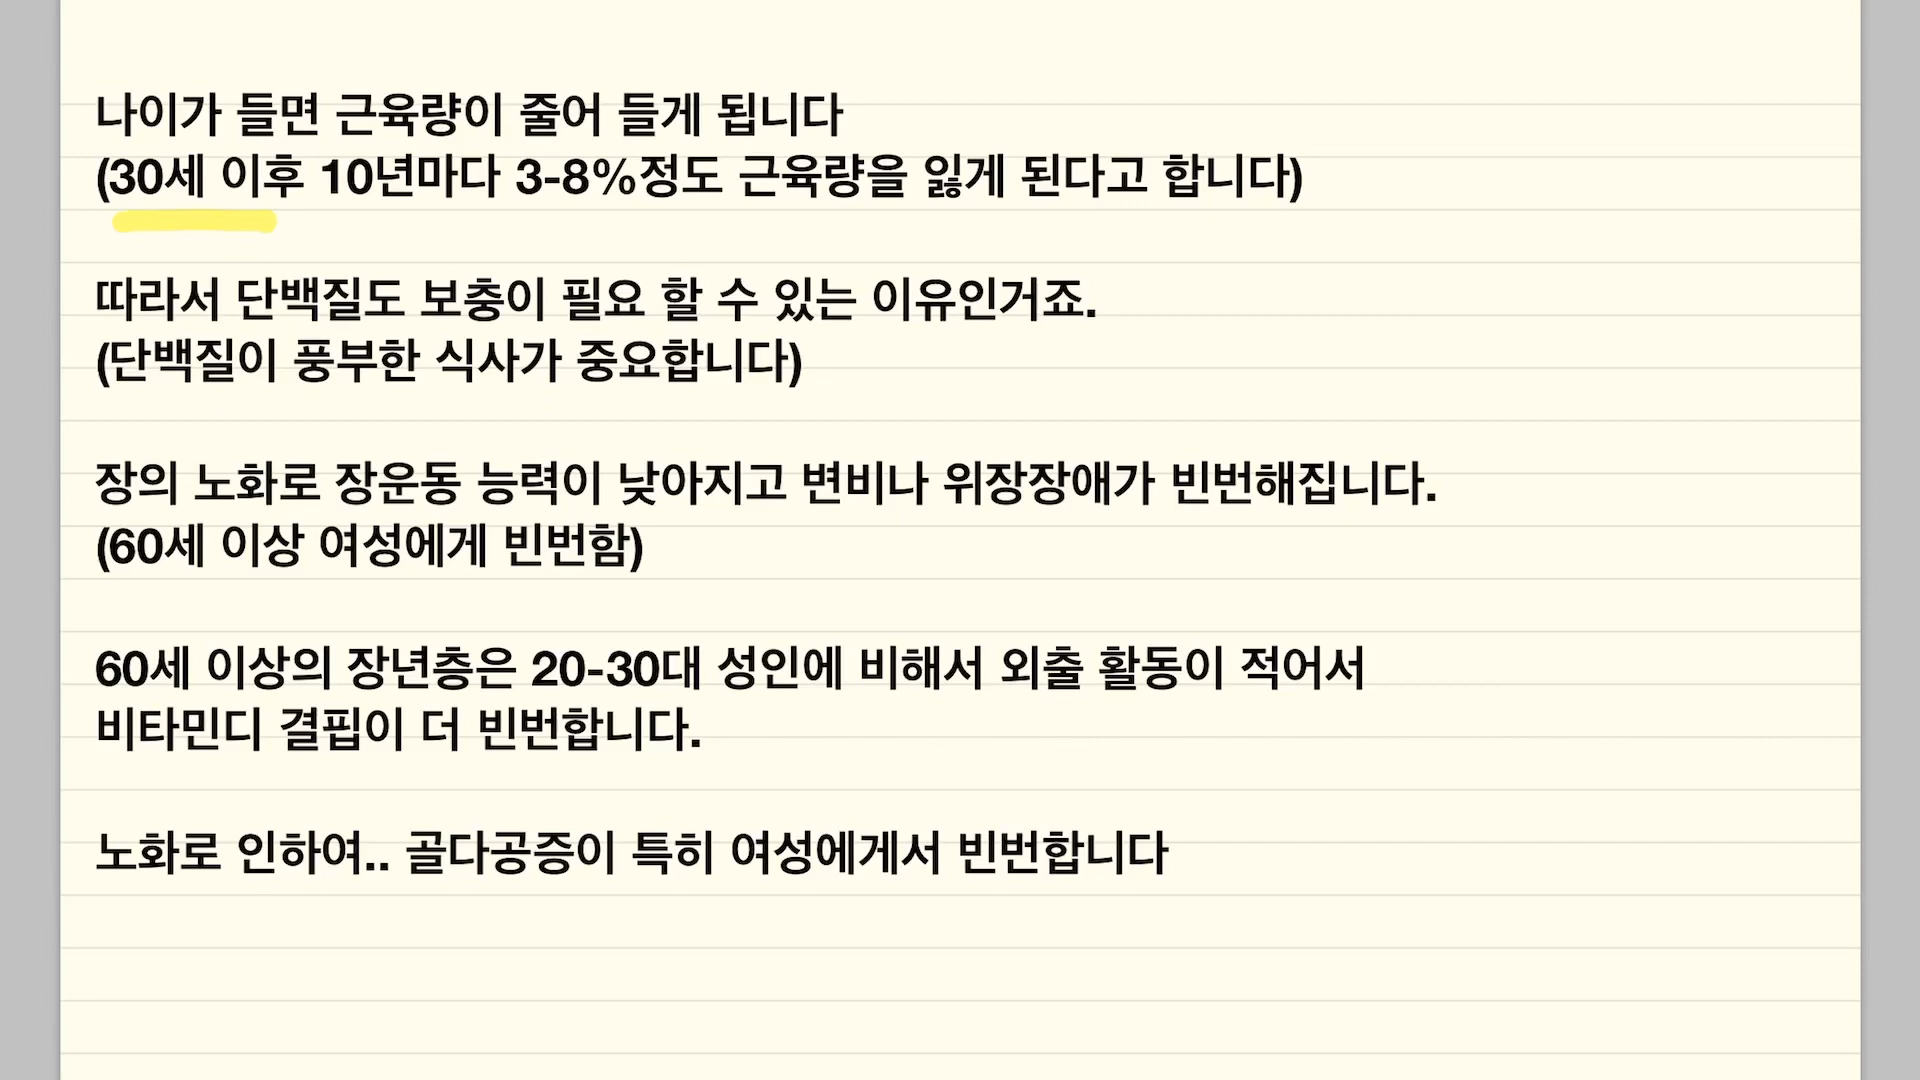 나이가 들면 근육량이 줄어 들게 됩니다
(30세 이후 10년마다 3-8%정도 근육량을 잃게 된다고 합니다)
따라서 단백질도 보충이 필요 할 수 있는 이유인거죠.
(단백질이 풍부한 식사가 중요합니다)
장의 노화로 장운동 능력이 낮아지고 변비나 위장장애가 빈번해집니다.
(60세 이상 여성에게 빈번함)
60세 이상의 장년층은 20-30대 성인에 비해서 외출 활동이 적어서
비타민디 결핍이 더 빈번합니다.
노화로 인하여.. 골다공증이 특히 여성에게서 빈번합니다